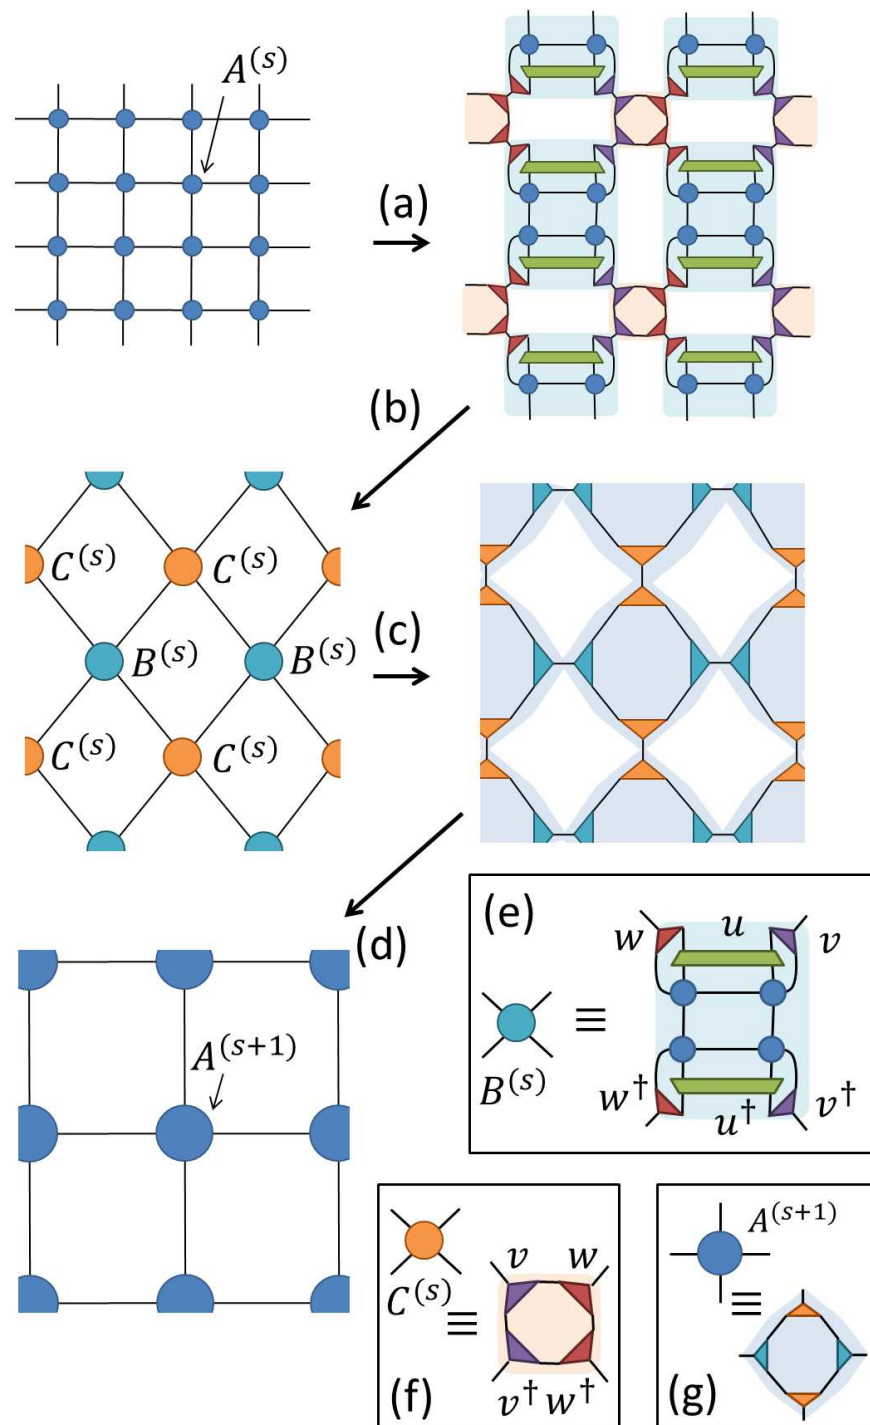 A^(s)
(a)
(b)
C^(s) C^(s)
B^(s) B^(s)
(c)
C^(s) C^(s)
(d)
A^(s+1)
(e)
w u v
B^(s) ≡
w† u† v†
C^(s) ≡
v w
v† w†
(f)
A^(s+1)
≡
(g)